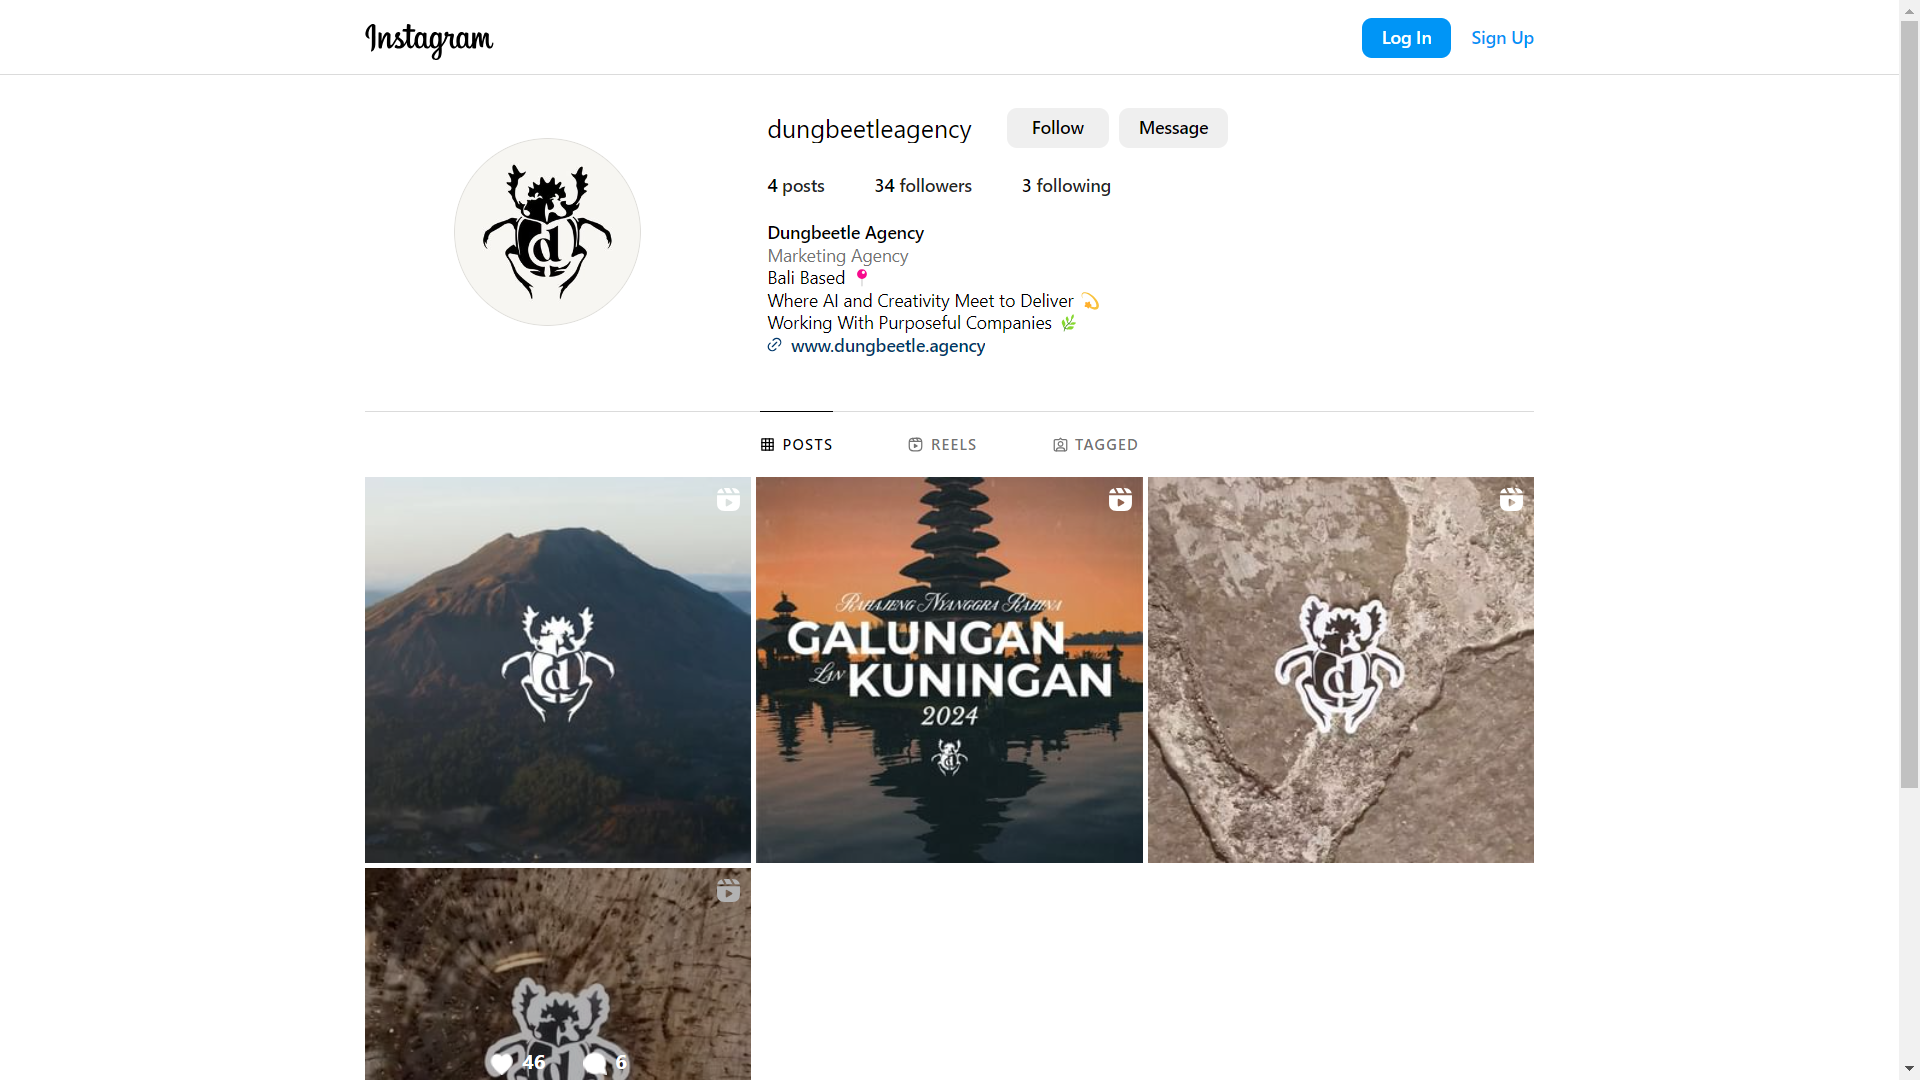 Instagram
Log In
Sign Up
dungbeetleagency
Follow
Message
4 posts
34 followers
3 following
Dungbeetle Agency
Marketing Agency
Bali Based 📍
Where AI and Creativity Meet to Deliver 💫
Working With Purposeful Companies 🌿
www.dungbeetle.agency
POSTS
REELS
TAGGED
d
d
Rahajeng Nyanggra Rahina
GALUNGAN
Lan KUNINGAN
2024
d
d
d
46
6